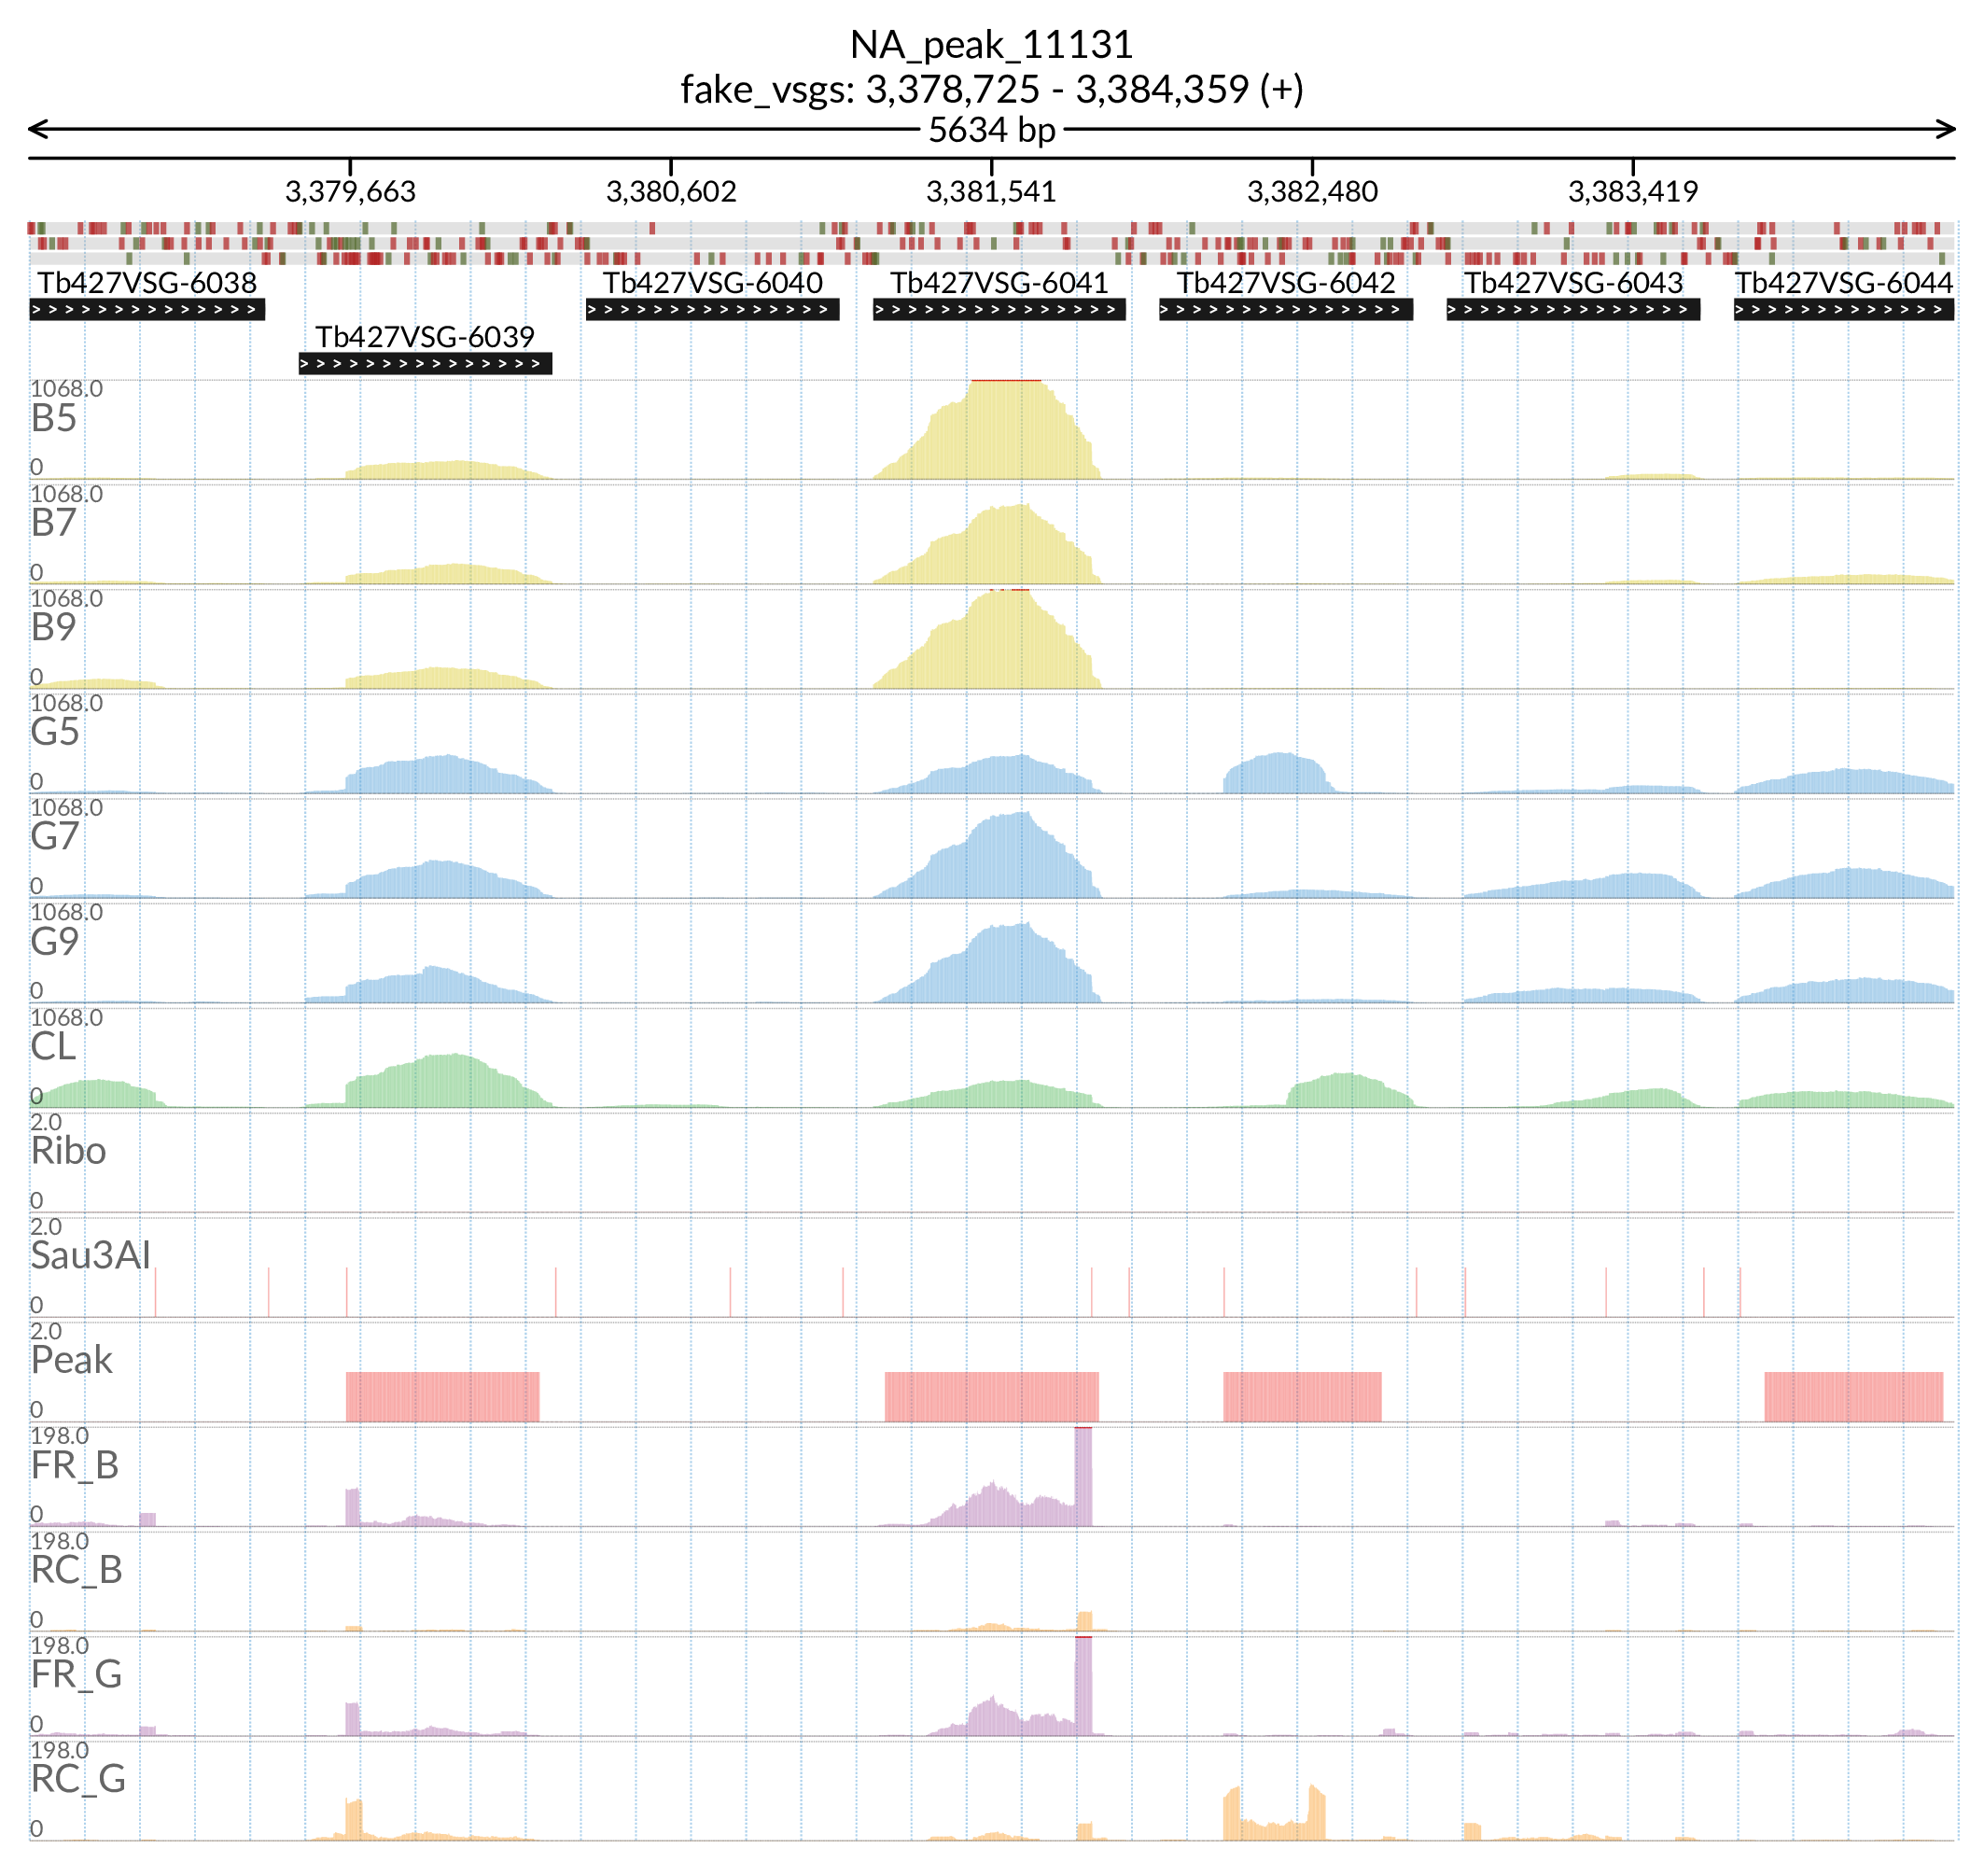 NA_peak_11131
fake_vsgs: 3,378,725 - 3,384,359 (+)
5634 bp
3,379,663 3,380,602 3,381,541 3,382,480 3,383,419
Tb427VSG-6038 Tb427VSG-6040 Tb427VSG-6041 Tb427VSG-6042 Tb427VSG-6043 Tb427VSG-6044
Tb427VSG-6039
1068.0
B5
0
1068.0
B7
0
1068.0
B9
0
1068.0
G5
0
1068.0
G7
0
1068.0
G9
0
1068.0
CL
0
2.0
Ribo
0
2.0
Sau3AI
0
2.0
Peak
0
198.0
FR_B
0
198.0
RC_B
0
198.0
FR_G
0
198.0
RC_G
0